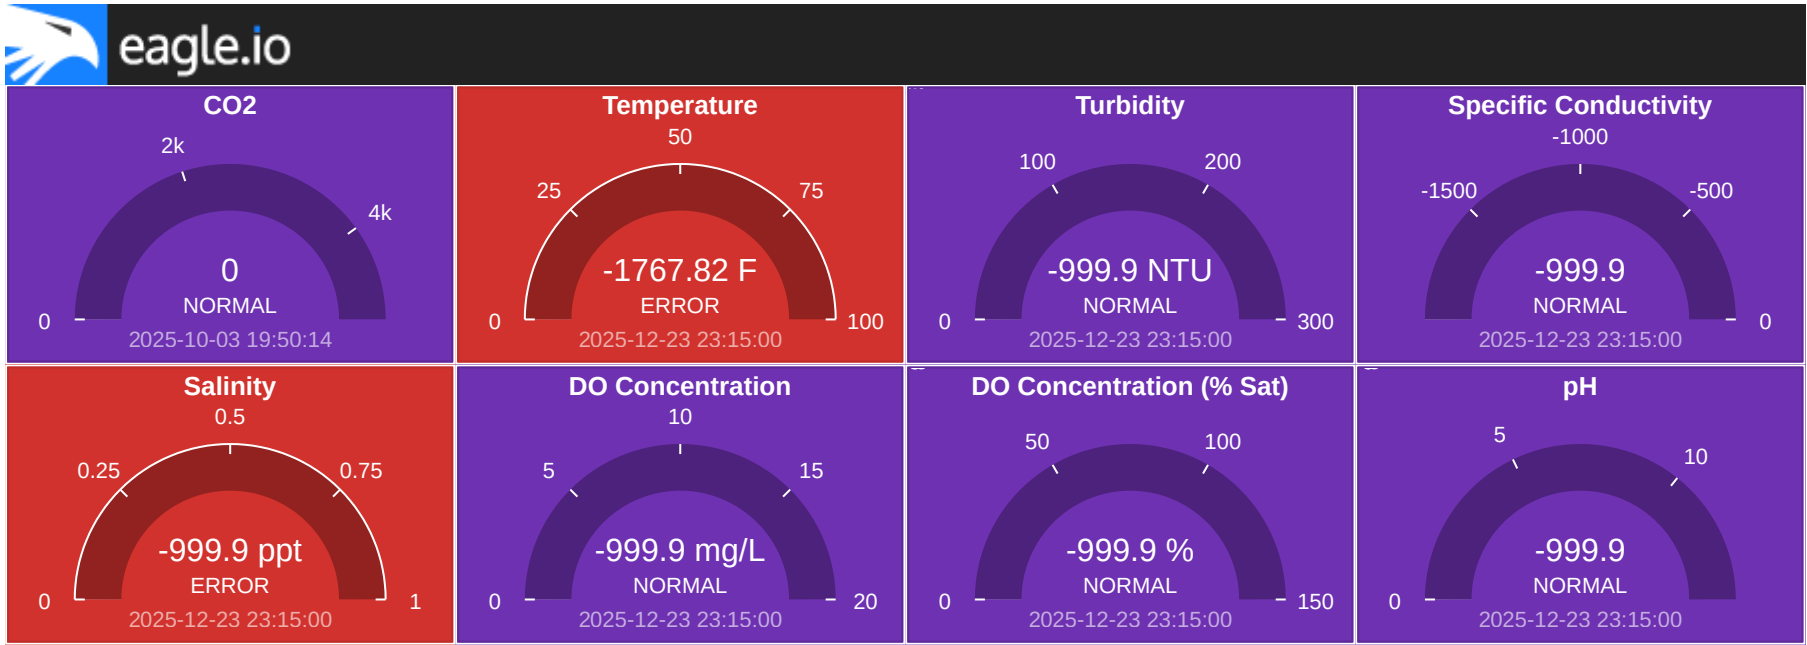 eagle.io
CO2
2k
4k
0
0
NORMAL
2025-10-03 19:50:14
Temperature
50
25
75
-1767.82 F
ERROR
0
100
2025-12-23 23:15:00
Turbidity
100
200
-999.9 NTU
NORMAL
0
300
2025-12-23 23:15:00
Specific Conductivity
-1000
-1500
-500
-999.9
NORMAL
0
2025-12-23 23:15:00
Salinity
0.5
0.25
0.75
-999.9 ppt
ERROR
0
1
2025-12-23 23:15:00
DO Concentration
10
5
15
-999.9 mg/L
NORMAL
0
20
2025-12-23 23:15:00
DO Concentration (% Sat)
50
100
-999.9 %
NORMAL
0
150
2025-12-23 23:15:00
pH
5
10
-999.9
NORMAL
0
2025-12-23 23:15:00